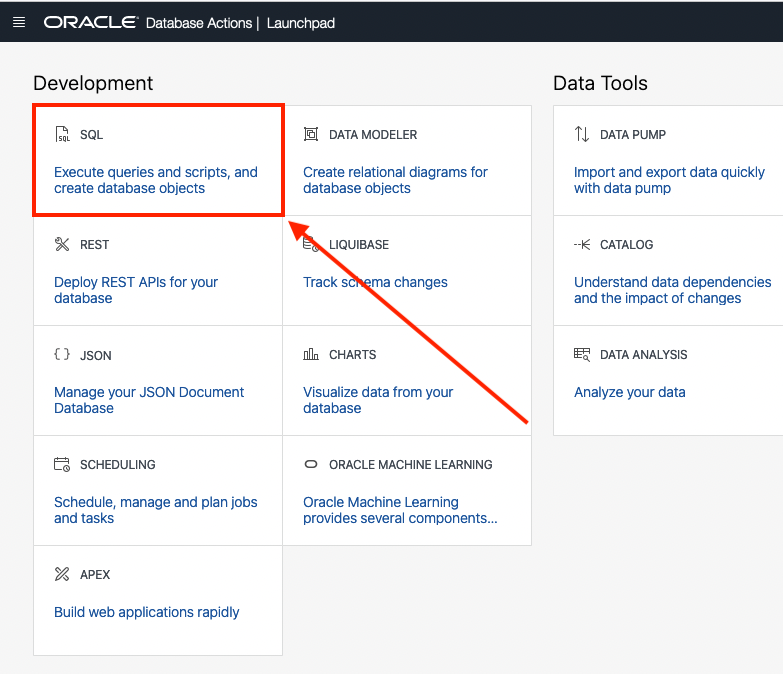 ORACLE Database Actions | Launchpad
Development
SQL
Execute queries and scripts, and
create database objects
DATA MODELER
Create relational diagrams for
database objects
REST
Deploy REST APIs for your
database
LIQUIBASE
Track schema changes
JSON
Manage your JSON Document
Database
CHARTS
Visualize data from your
database
SCHEDULING
Schedule, manage and plan jobs
and tasks
ORACLE MACHINE LEARNING
Oracle Machine Learning
provides several components...
APEX
Build web applications rapidly
Data Tools
DATA PUMP
Import and export data quickly
with data pump
CATALOG
Understand data dependencies
and the impact of changes
DATA ANALYSIS
Analyze your data